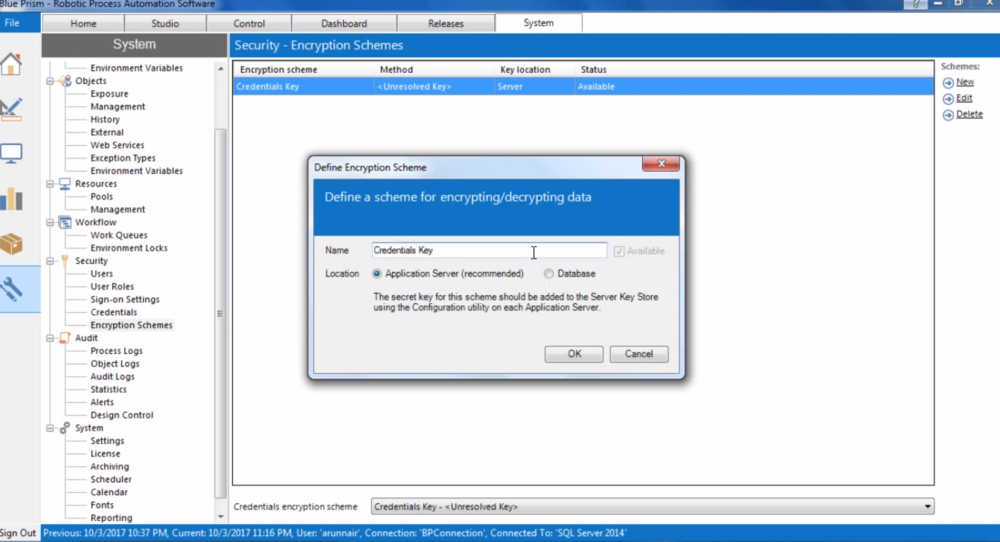 Blue Prism - Robotic Process Automation Software
File
Home
Studio
Control
Dashboard
Releases
System
System
Security - Encryption Schemes
Environment Variables
Objects
Exposure
Management
History
External
Web Services
Exception Types
Environment Variables
Resources
Pools
Management
Workflow
Work Queues
Environment Locks
Security
Users
User Roles
Sign-on Settings
Credentials
Encryption Schemes
Audit
Process Logs
Object Logs
Audit Logs
Statistics
Alerts
Design Control
System
Settings
License
Archiving
Scheduler
Calendar
Fonts
Reporting
Encryption scheme Method Key location Status
Credentials Key <Unresolved Key> Server Available
Schemes:
New
Edit
Delete
Define Encryption Scheme
Define a scheme for encrypting/decrypting data
Name Credentials Key Available
Location Application Server (recommended) Database
The secret key for this scheme should be added to the Server Key Store
using the Configuration utility on each Application Server.
OK Cancel
Credentials encryption scheme Credentials Key - <Unresolved Key>
Sign Out Previous: 10/3/2017 10:37 PM, Current: 10/3/2017 11:16 PM, User: 'arunnair', Connection: 'BPConnection', Connected To: 'SQL Server 2014'